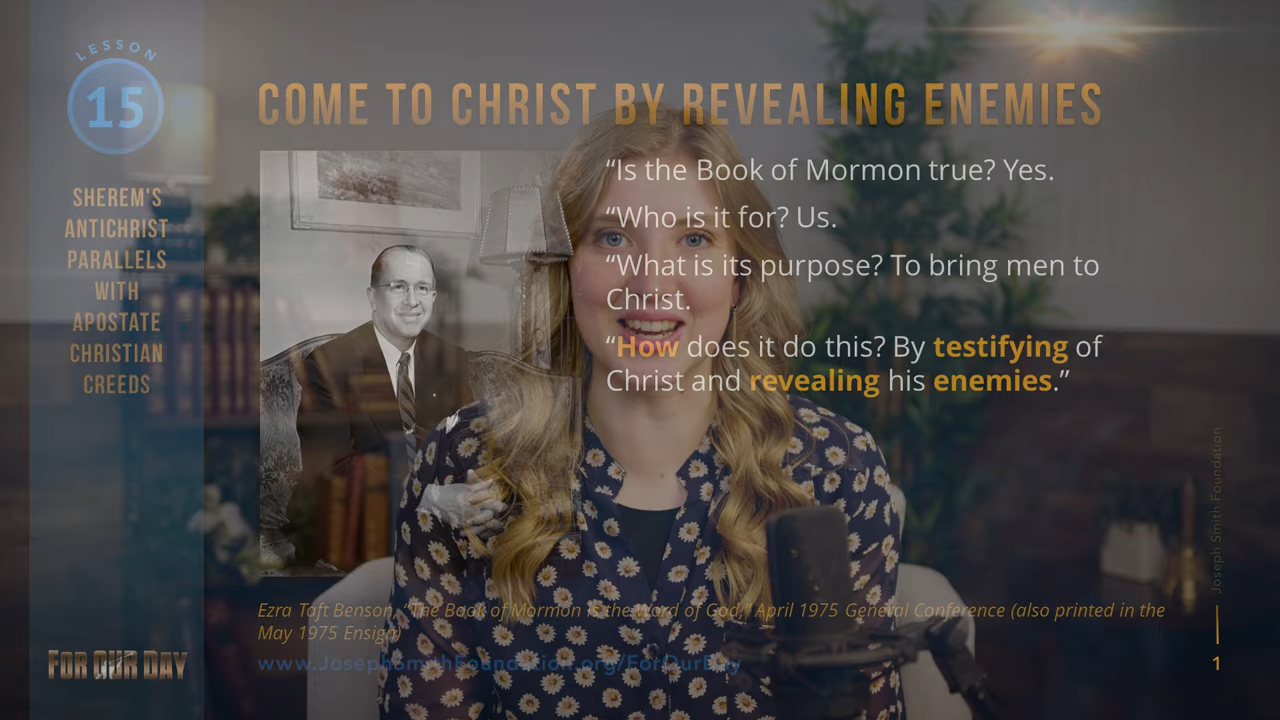 LESSON
15
SHEREM'S
ANTICHRIST
PARALLELS
WITH
APOSTATE
CHRISTIAN
CREEDS
FOR OUR DAY
COME TO CHRIST BY REVEALING ENEMIES
“Is the Book of Mormon true? Yes.
“Who is it for? Us.
“What is its purpose? To bring men to
Christ.
“How does it do this? By testifying of
Christ and revealing his enemies.”
Ezra Taft Benson, “The Book of Mormon is the Word of God,” April 1975 General Conference (also printed in the
May 1975 Ensign)
www.JosephSmithFoundation.org/ForOurDay
Joseph Smith Foundation
1